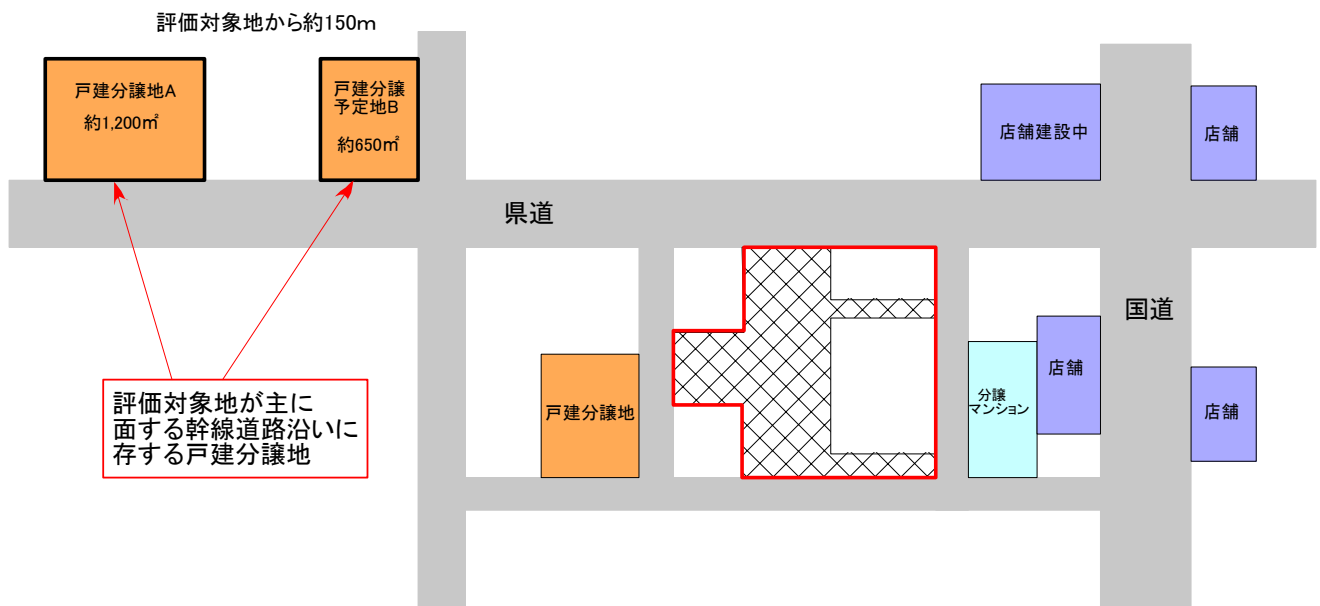 評価対象地から約150m
戸建分譲地A
約1,200㎡
戸建分譲
予定地B
約650㎡
店舗建設中
店舗
県道
国道
評価対象地が主に
面する幹線道路沿いに
存する戸建分譲地
戸建分譲地
分譲
マンション
店舗
店舗